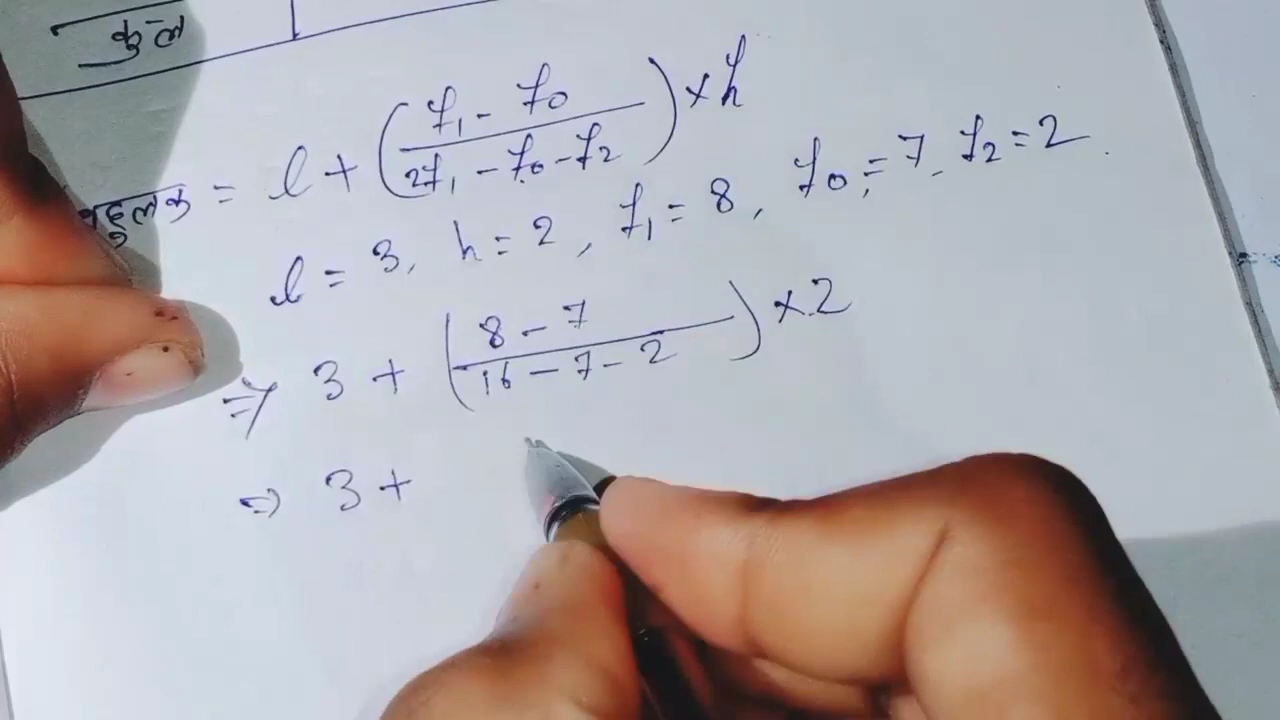 कुल
बहुलक = l + (f₁ - f₀ / 2f₁ - f₀ - f₂) × h
l = 3, h = 2, f₁ = 8, f₀ = 7, f₂ = 2
⇒ 3 + (8 - 7 / 16 - 7 - 2) × 2
⇒ 3 +